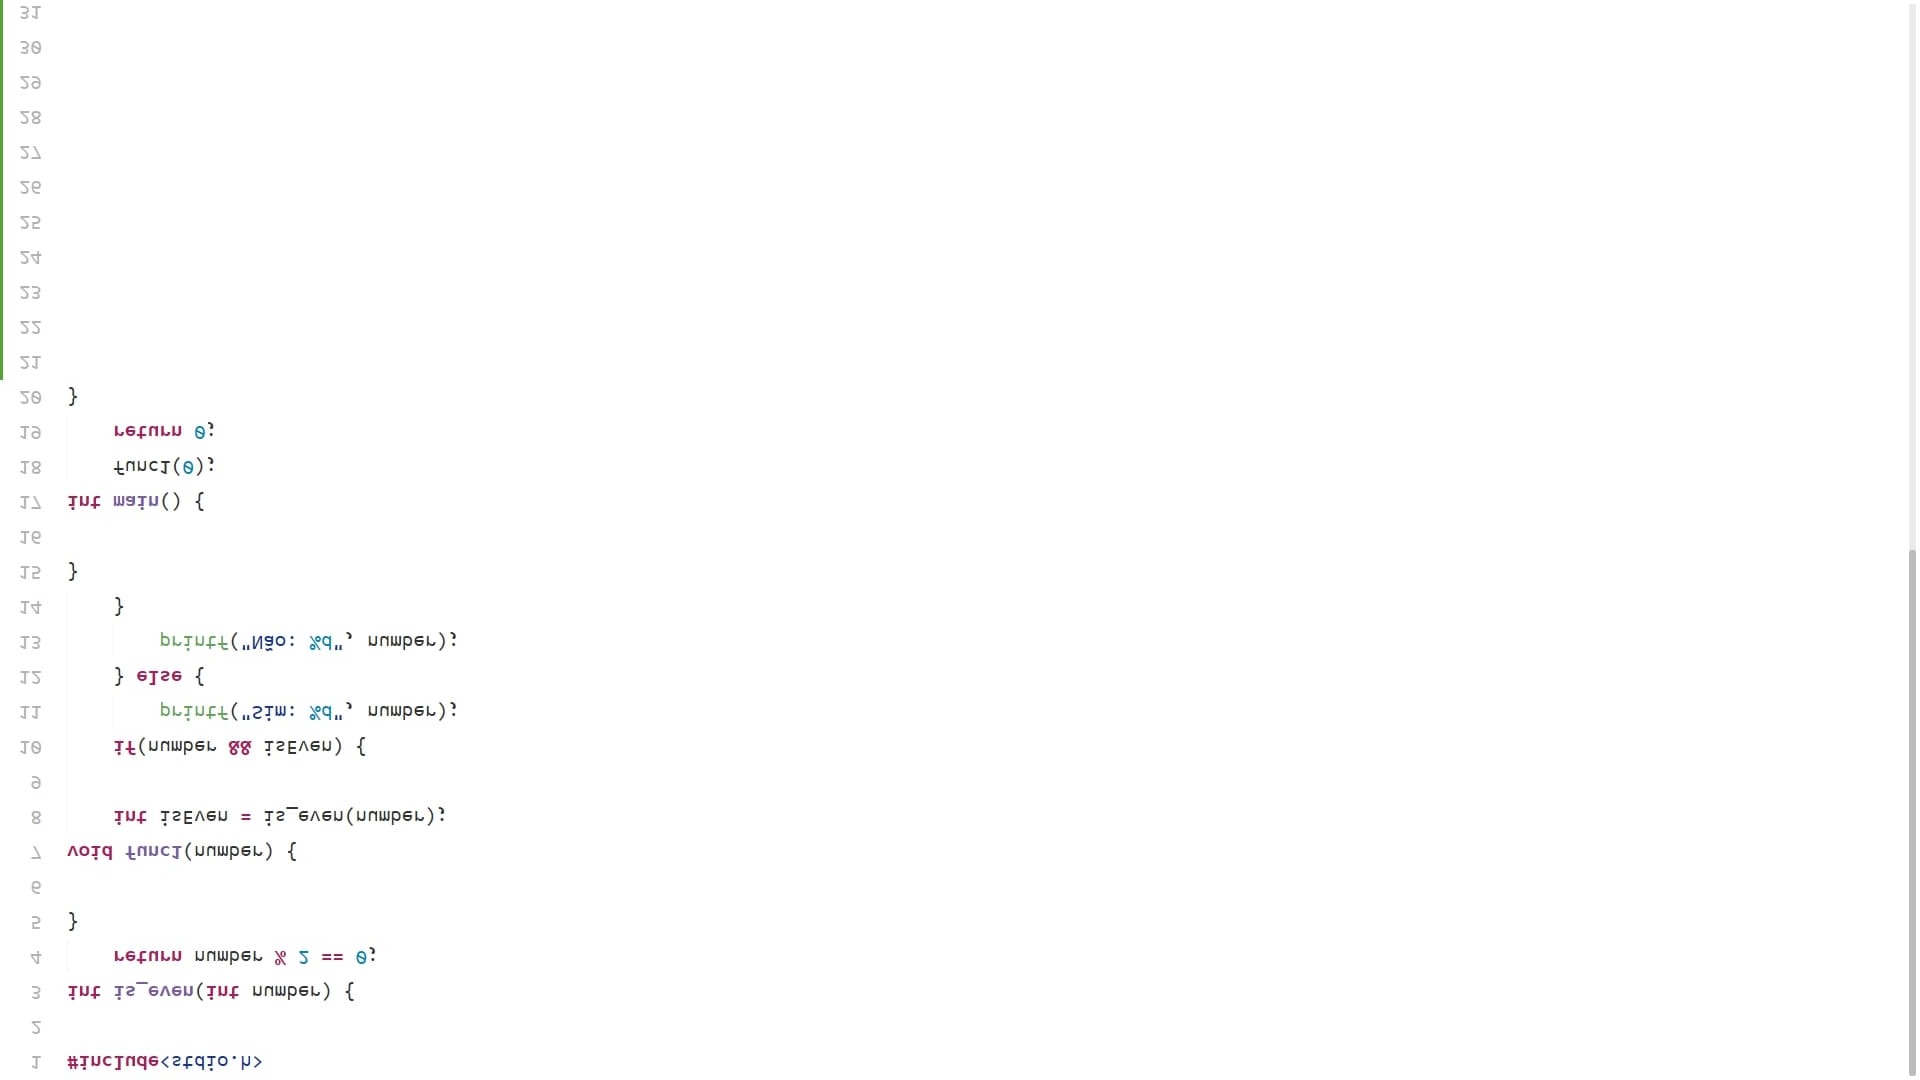 1 #include<stdio.h>
2
3 int is_even(int number) {
4     return number % 2 == 0;
5 }
6
7 void func1(number) {
8     int isEven = is_even(number);
9
10     if(number && isEven) {
11         printf("Sim: %d", number);
12     } else {
13         printf("Não: %d", number);
14     }
15 }
16
17 int main() {
18     func1(0);
19     return 0;
20 }
21
22
23
24
25
26
27
28
29
30
31